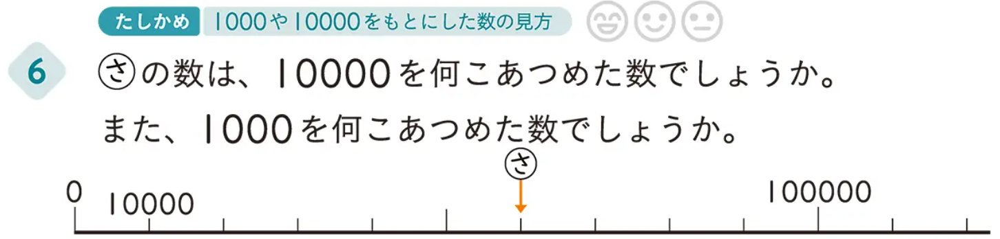 たしかめ 1000や10000をもとにした数の見方
6 さの数は、10000を何こあつめた数でしょうか。
また、1000を何こあつめた数でしょうか。
さ
0 10000 100000